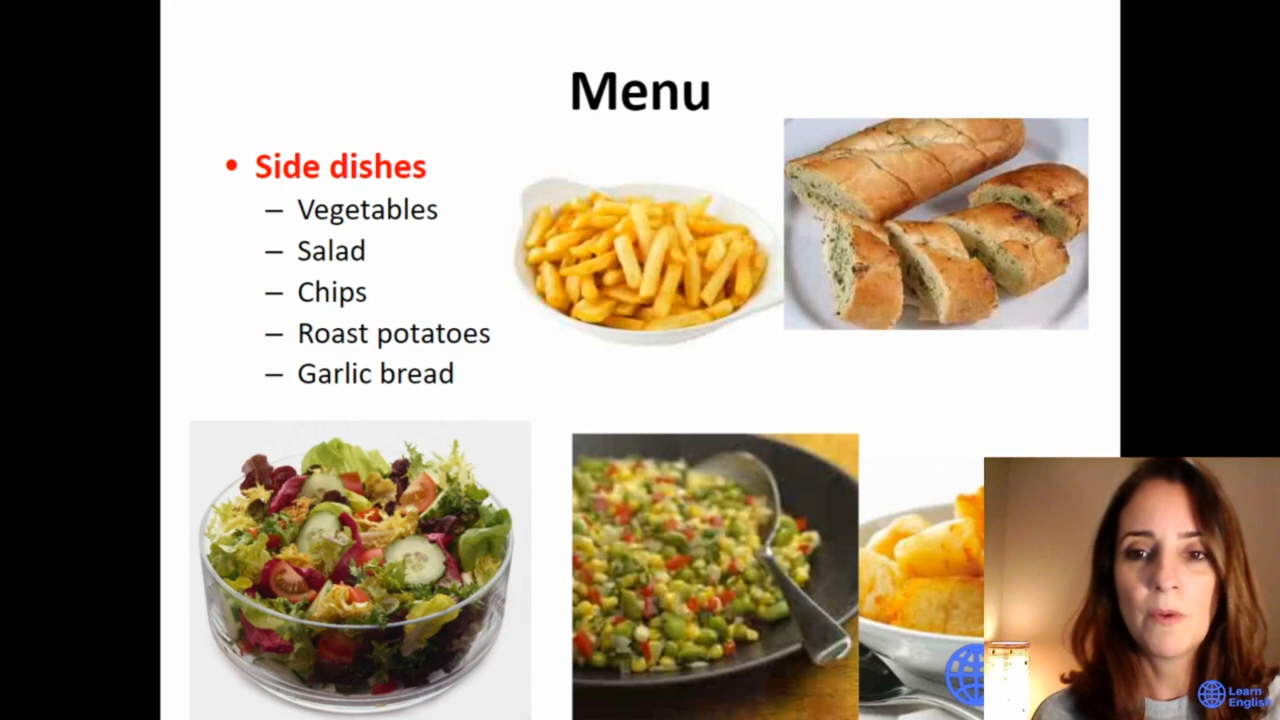 Menu
• Side dishes
– Vegetables
– Salad
– Chips
– Roast potatoes
– Garlic bread
Learn
English